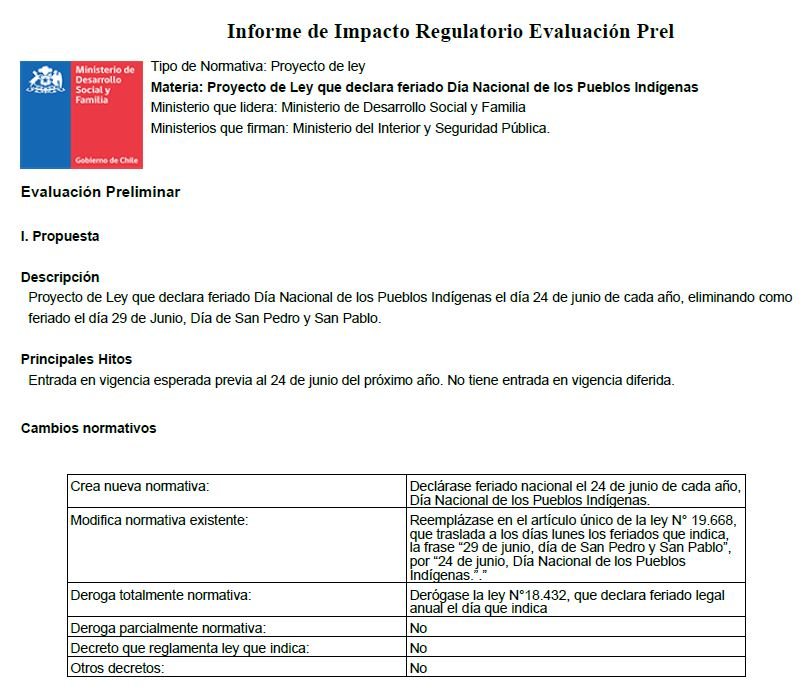 Informe de Impacto Regulatorio Evaluación Prel
Ministerio de
Desarrollo
Social y
Familia
Gobierno de Chile
Tipo de Normativa: Proyecto de ley
Materia: Proyecto de Ley que declara feriado Día Nacional de los Pueblos Indígenas
Ministerio que lidera: Ministerio de Desarrollo Social y Familia
Ministerios que firman: Ministerio del Interior y Seguridad Pública.
Evaluación Preliminar
I. Propuesta
Descripción
Proyecto de Ley que declara feriado Día Nacional de los Pueblos Indígenas el día 24 de junio de cada año, eliminando como
feriado el día 29 de Junio, Día de San Pedro y San Pablo.
Principales Hitos
Entrada en vigencia esperada previa al 24 de junio del próximo año. No tiene entrada en vigencia diferida.
Cambios normativos
Crea nueva normativa:
Declárase feriado nacional el 24 de junio de cada año,
Día Nacional de los Pueblos Indígenas.
Modifica normativa existente:
Reemplázase en el artículo único de la ley N° 19.668,
que traslada a los días lunes los feriados que indica,
la frase “29 de junio, día de San Pedro y San Pablo”,
por “24 de junio, Día Nacional de los Pueblos
Indígenas.”.”
Deroga totalmente normativa:
Derógase la ley N°18.432, que declara feriado legal
anual el día que indica
Deroga parcialmente normativa:
No
Decreto que reglamenta ley que indica:
No
Otros decretos:
No